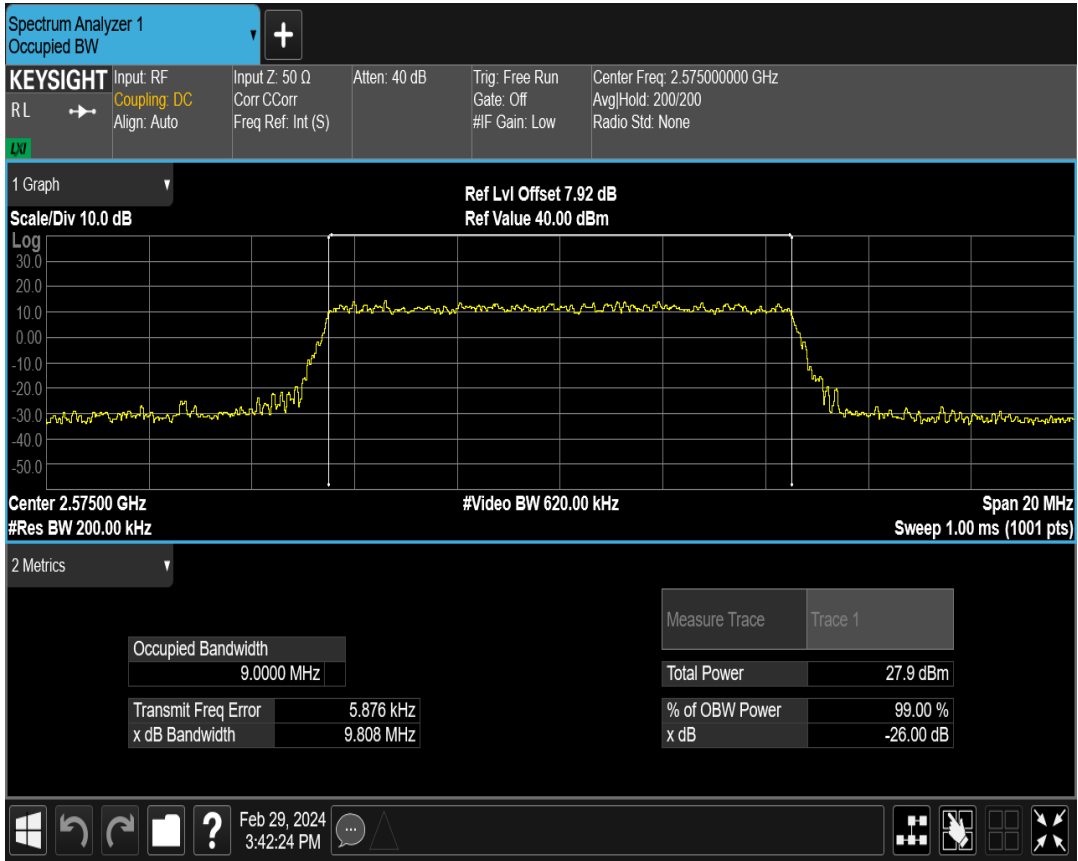 Spectrum Analyzer 1
Occupied BW
+
KEYSIGHT
R L
LXI
Input: RF
Coupling: DC
Align: Auto
Input Z: 50 Ω
Corr CCorr
Freq Ref: Int (S)
Atten: 40 dB
Trig: Free Run
Gate: Off
#IF Gain: Low
Center Freq: 2.575000000 GHz
Avg|Hold: 200/200
Radio Std: None
1 Graph
Scale/Div 10.0 dB
Ref Lvl Offset 7.92 dB
Ref Value 40.00 dBm
Log
30.0
20.0
10.0
0.00
-10.0
-20.0
-30.0
-40.0
-50.0
Center 2.57500 GHz
#Video BW 620.00 kHz
Span 20 MHz
#Res BW 200.00 kHz
Sweep 1.00 ms (1001 pts)
2 Metrics
Measure Trace Trace 1
Occupied Bandwidth
9.0000 MHz
Total Power 27.9 dBm
Transmit Freq Error 5.876 kHz
% of OBW Power 99.00 %
x dB Bandwidth 9.808 MHz
x dB -26.00 dB
?
Feb 29, 2024
3:42:24 PM